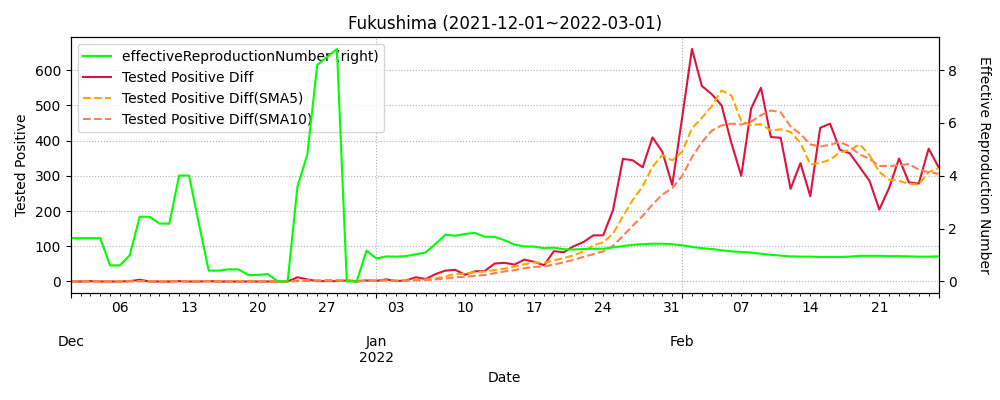 Fukushima (2021-12-01~2022-03-01)
effectiveReproductionNumber (right)
Tested Positive Diff
Tested Positive Diff(SMA5)
Tested Positive Diff(SMA10)
Tested Positive
600
500
400
300
200
100
0
8
6
4
2
0
Effective Reproduction Number
06 13 20 27 03 10 17 24 31 07 14 21
Dec Jan Feb
2022
Date